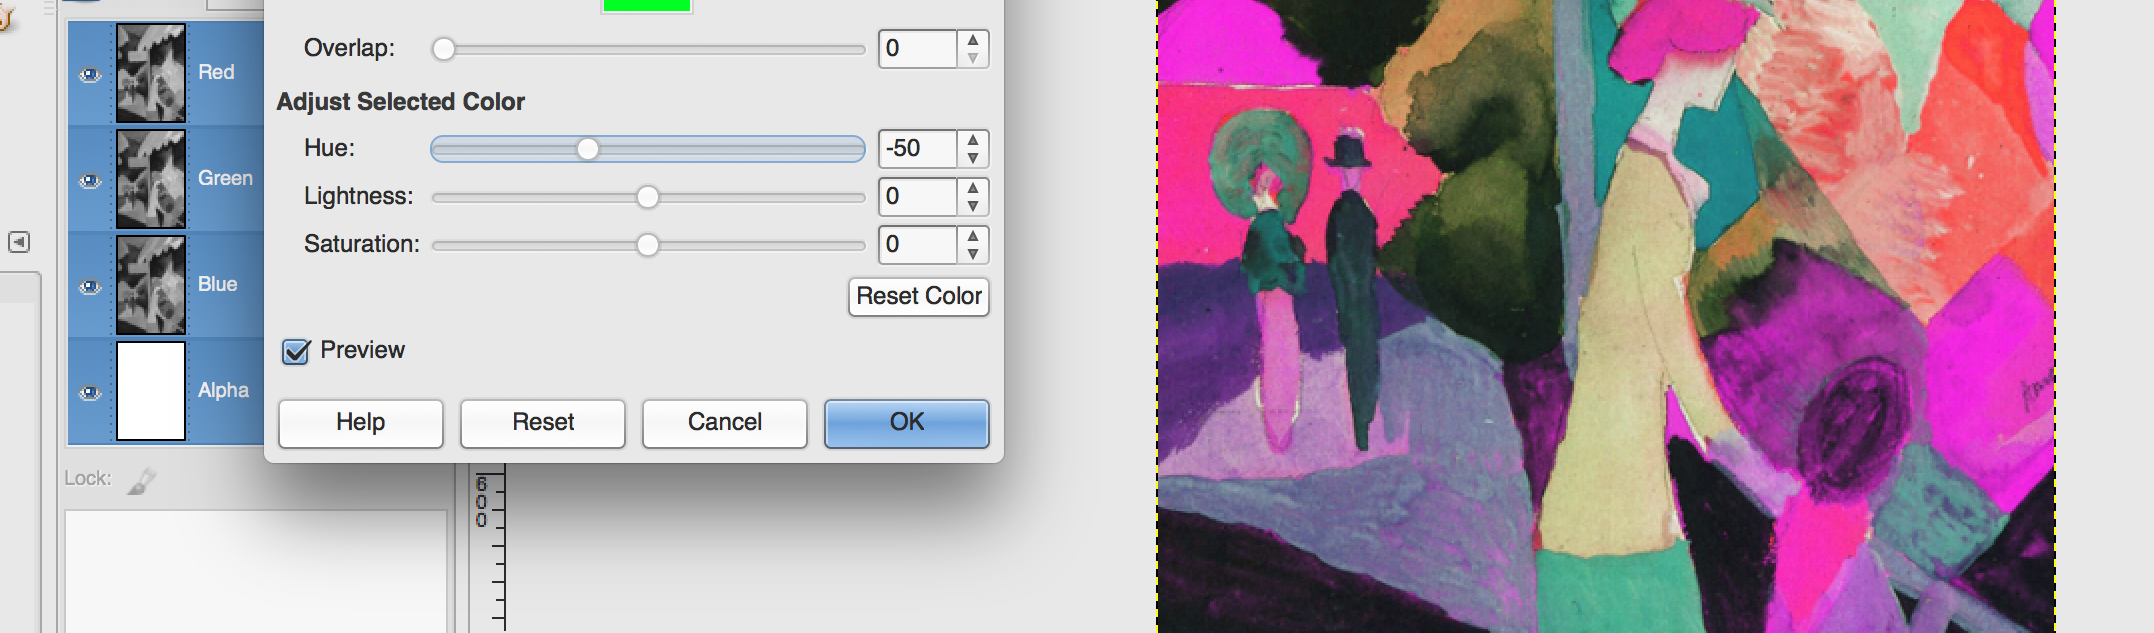 Overlap:
0
Red
Adjust Selected Color
Hue:
-50
Green
Lightness:
0
Saturation:
0
Blue
Reset Color
Preview
Alpha
Help
Reset
Cancel
OK
Lock:
600